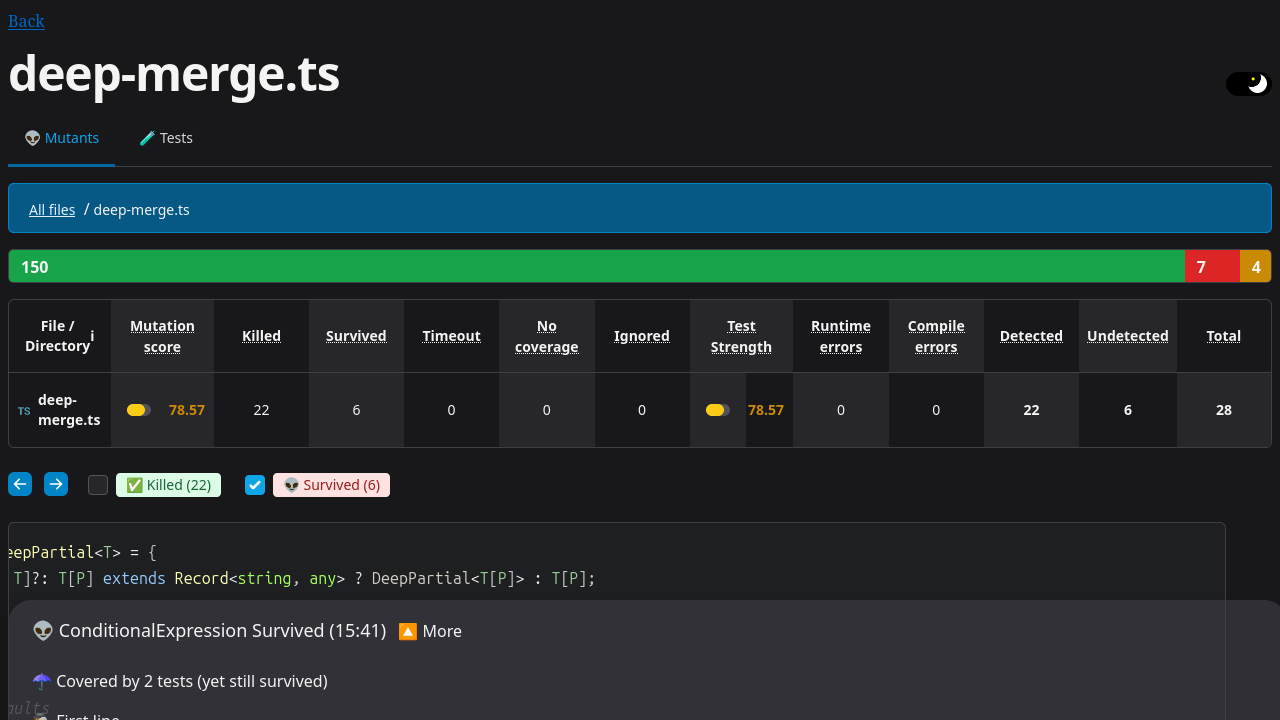 Back
deep-merge.ts
👽 Mutants 🧪 Tests
All files / deep-merge.ts
150 7 4
File / Directory i Mutation score Killed Survived Timeout No coverage Ignored Test Strength Runtime errors Compile errors Detected Undetected Total
TS deep-merge.ts 78.57 22 6 0 0 0 78.57 0 0 22 6 28
✅ Killed (22) 👽 Survived (6)
eepPartial<T> = {
T]?: T[P] extends Record<string, any> ? DeepPartial<T[P]> : T[P];
👽 ConditionalExpression Survived (15:41) 🔼 More
☂️ Covered by 2 tests (yet still survived)
aults
First line